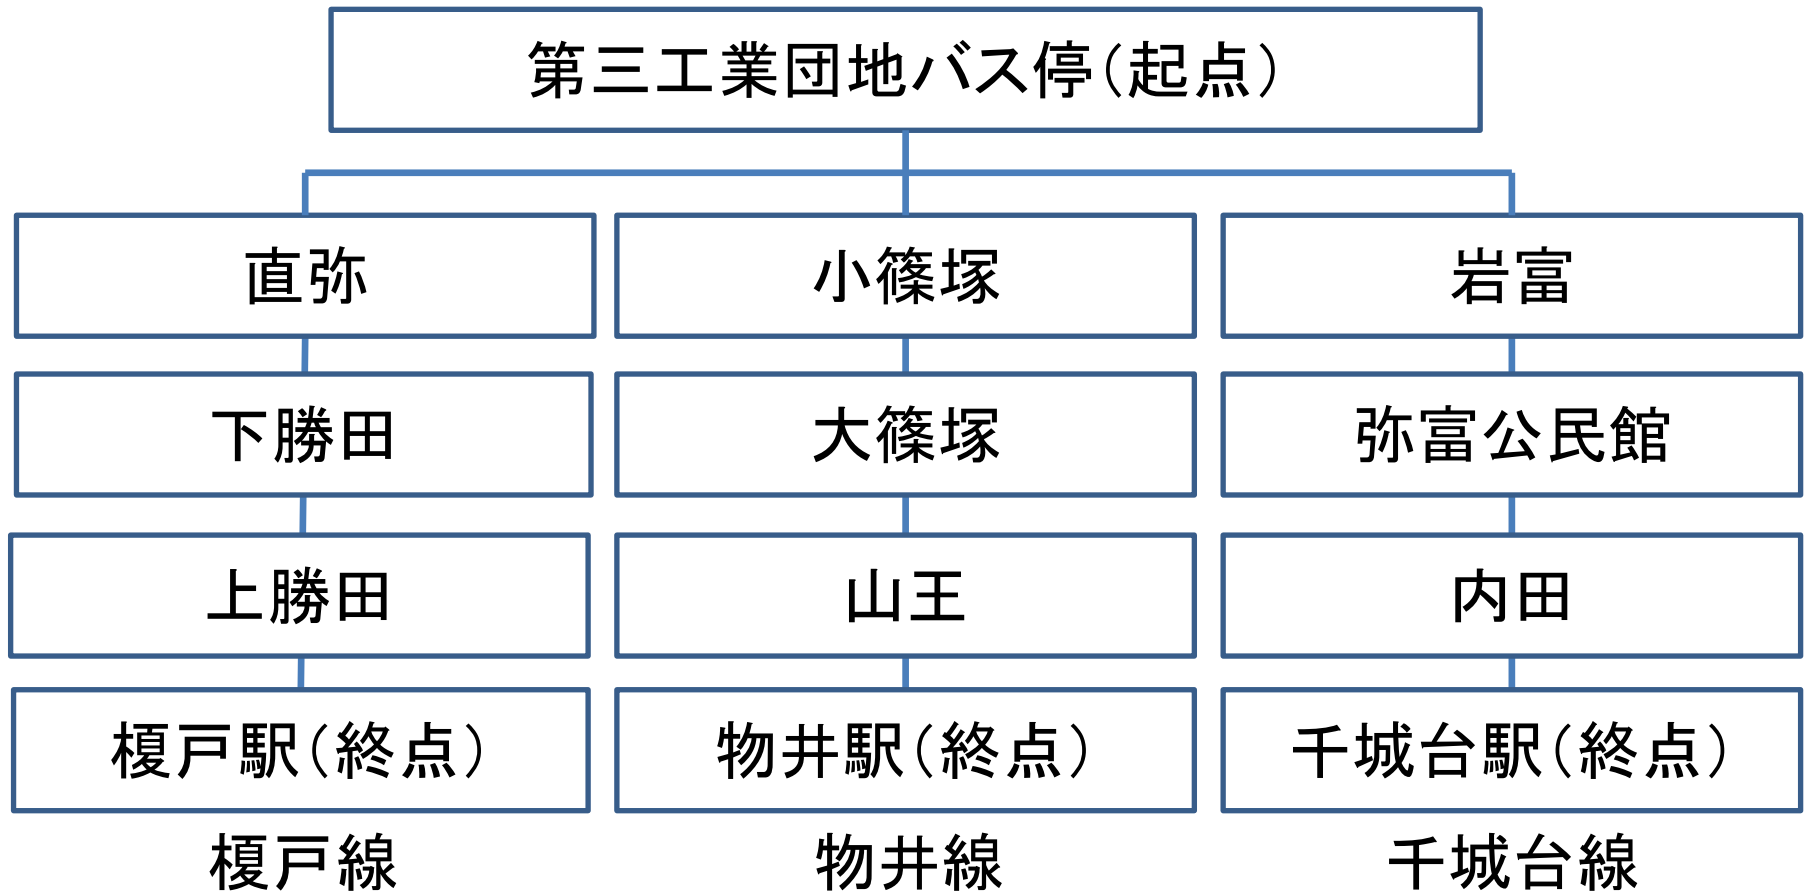 第三工業団地バス停（起点）
直弥
小篠塚
岩富
下勝田
大篠塚
弥富公民館
上勝田
山王
内田
榎戸駅（終点）
物井駅（終点）
千城台駅（終点）
榎戸線
物井線
千城台線